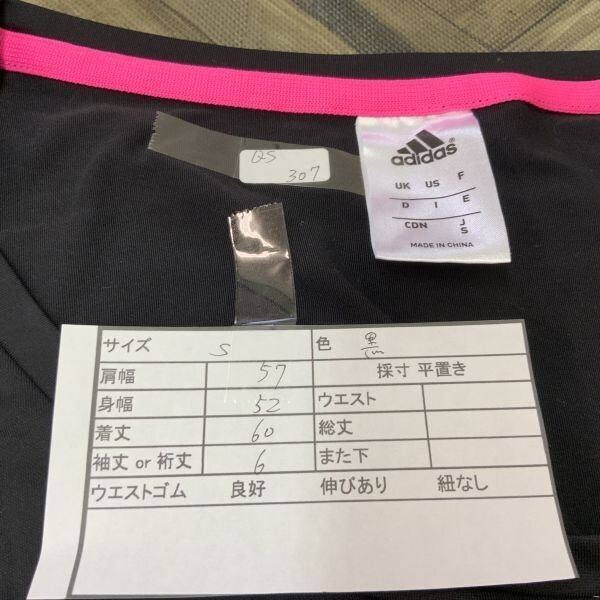 QS
307
adidas
UK US F
D I E
CDN J S
MADE IN CHINA
サイズ S 色 黒
肩幅 57 採寸 平置き
身幅 52 ウエスト
着丈 60 総丈
袖丈 or 裄丈 6 また下
ウエストゴム 良好 伸びあり 紐なし